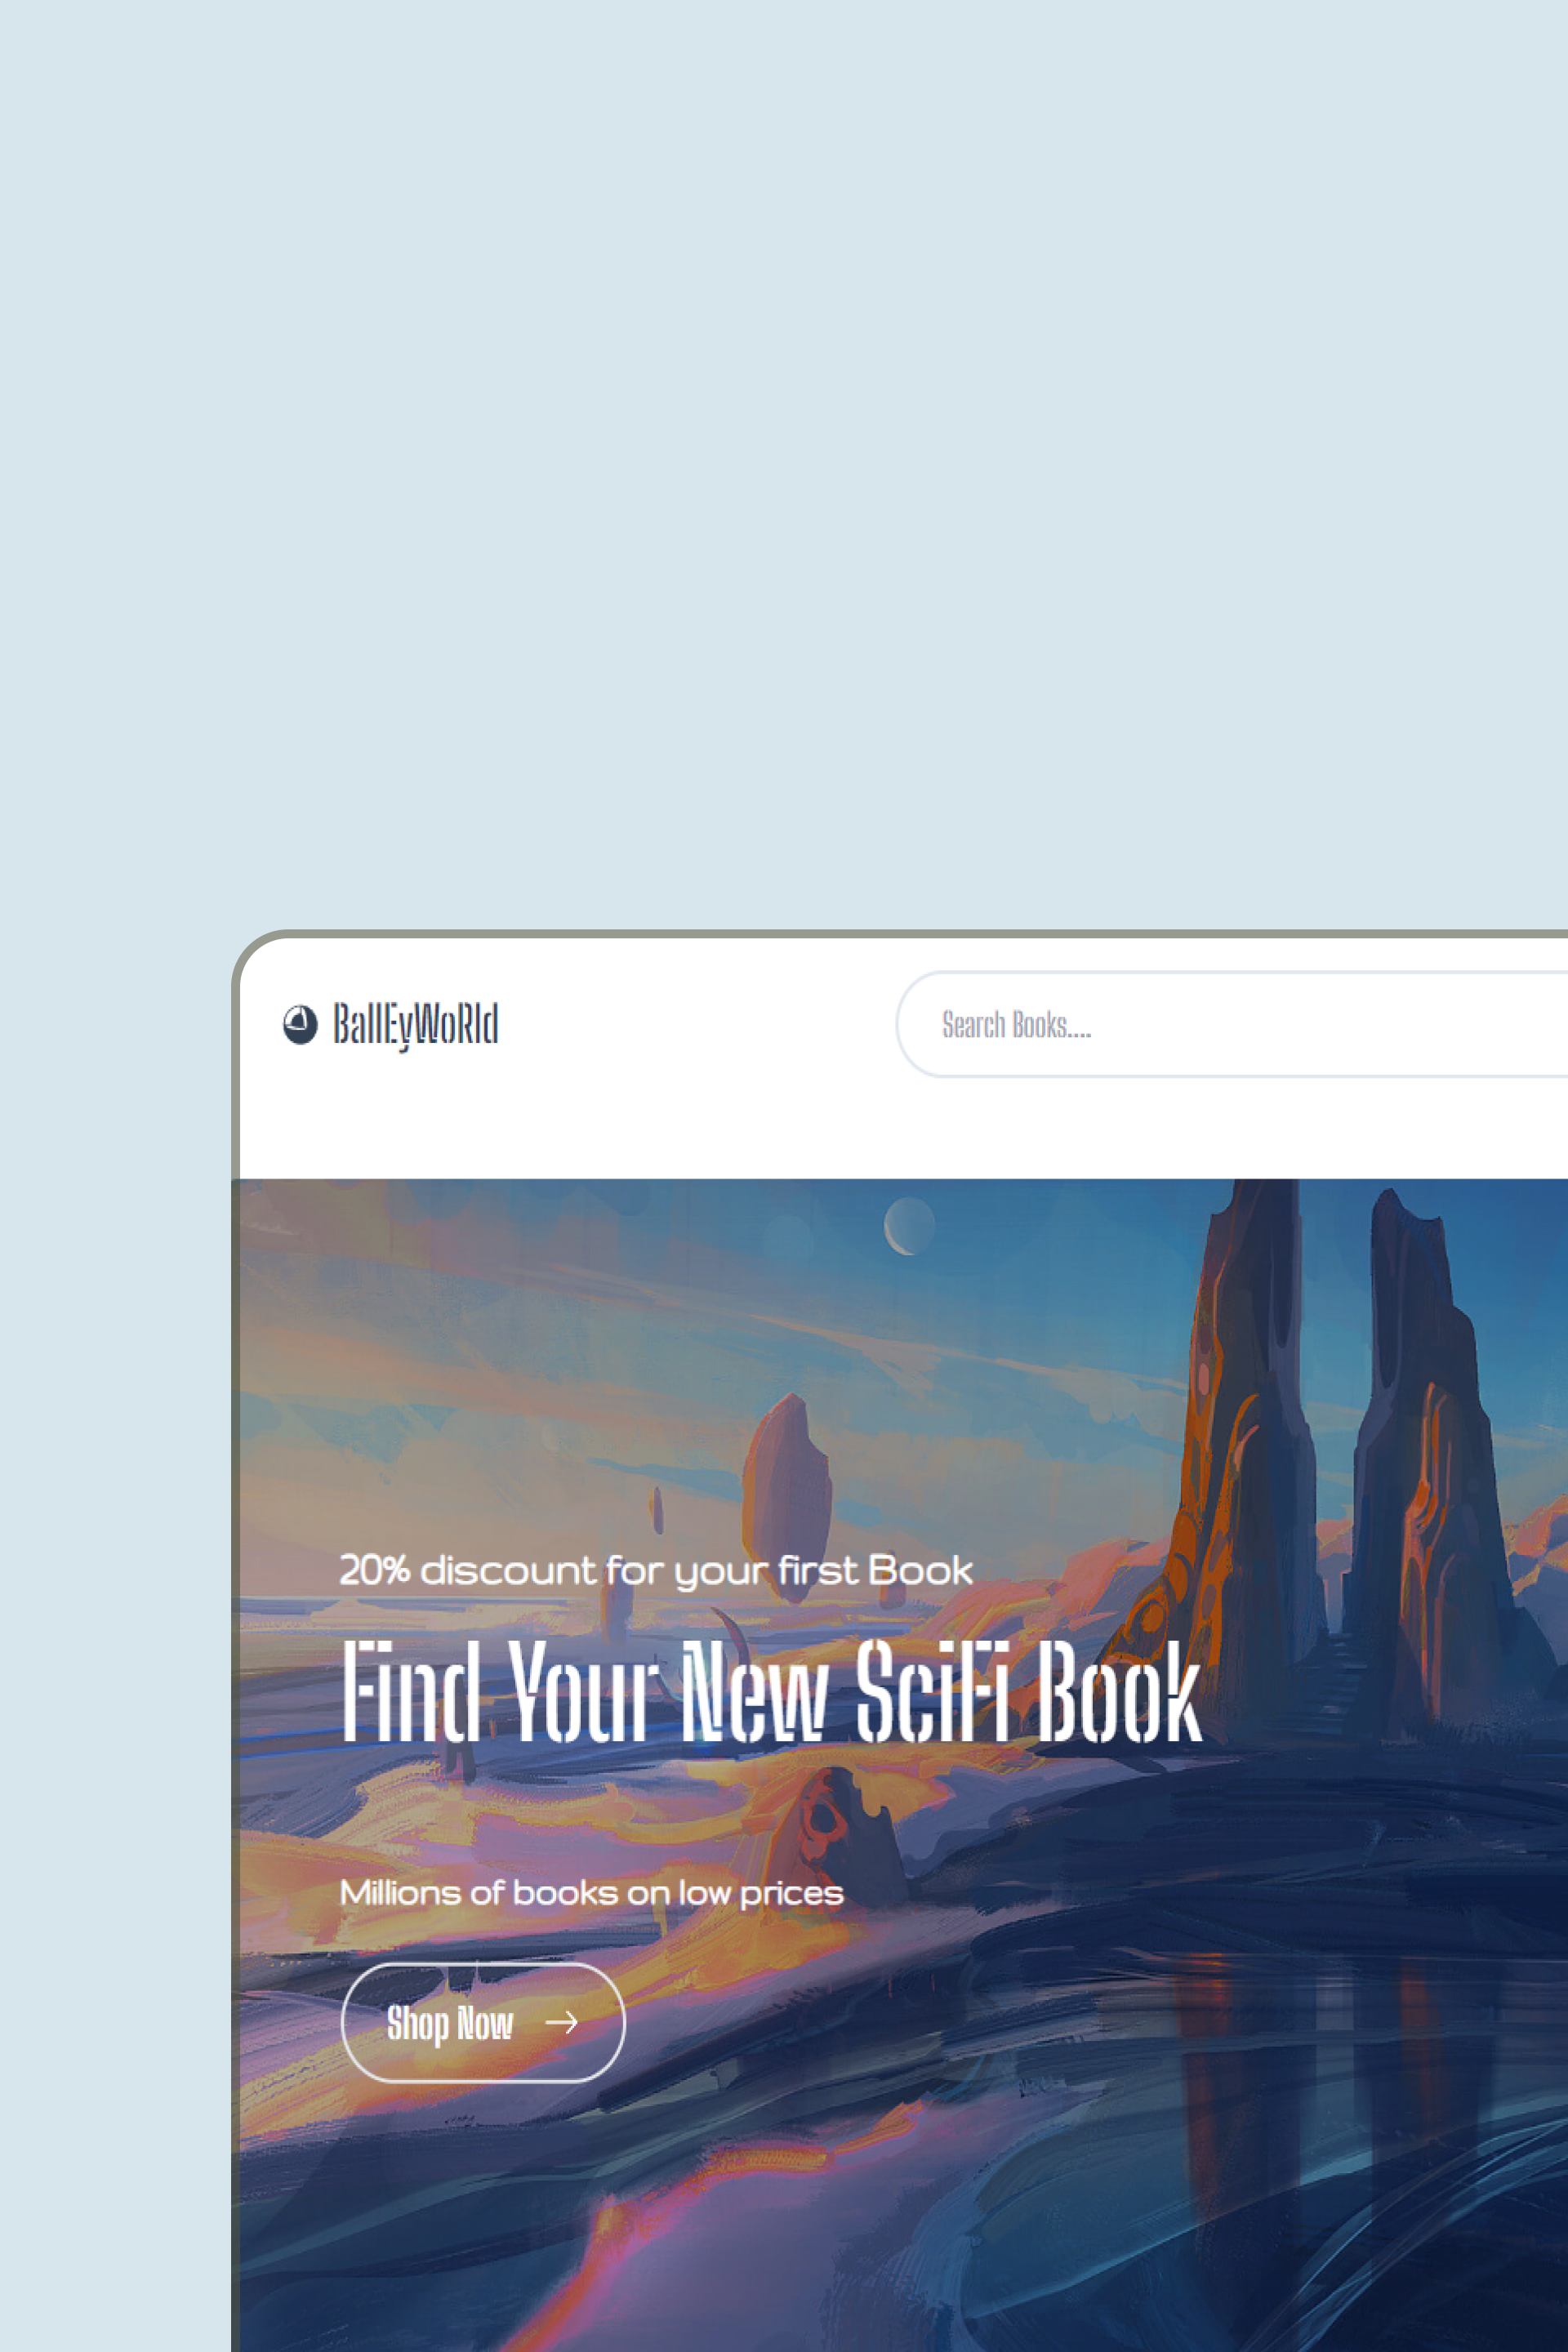 BallEyWoRld
Search Books....
20% discount for your first Book
Find Your New SciFi Book
Millions of books on low prices
Shop Now →